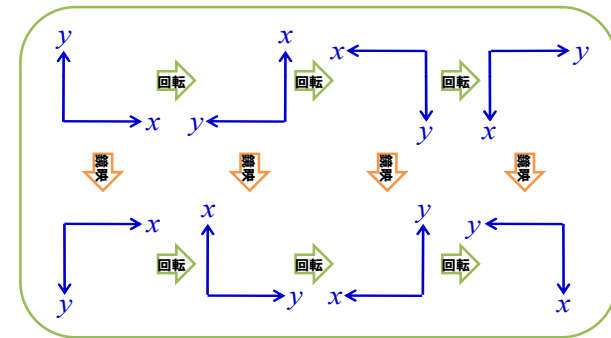 y x x y
回転 回転 回転
x y y x
鏡映 鏡映 鏡映 鏡映
x x y y
回転 回転 回転
y y x x